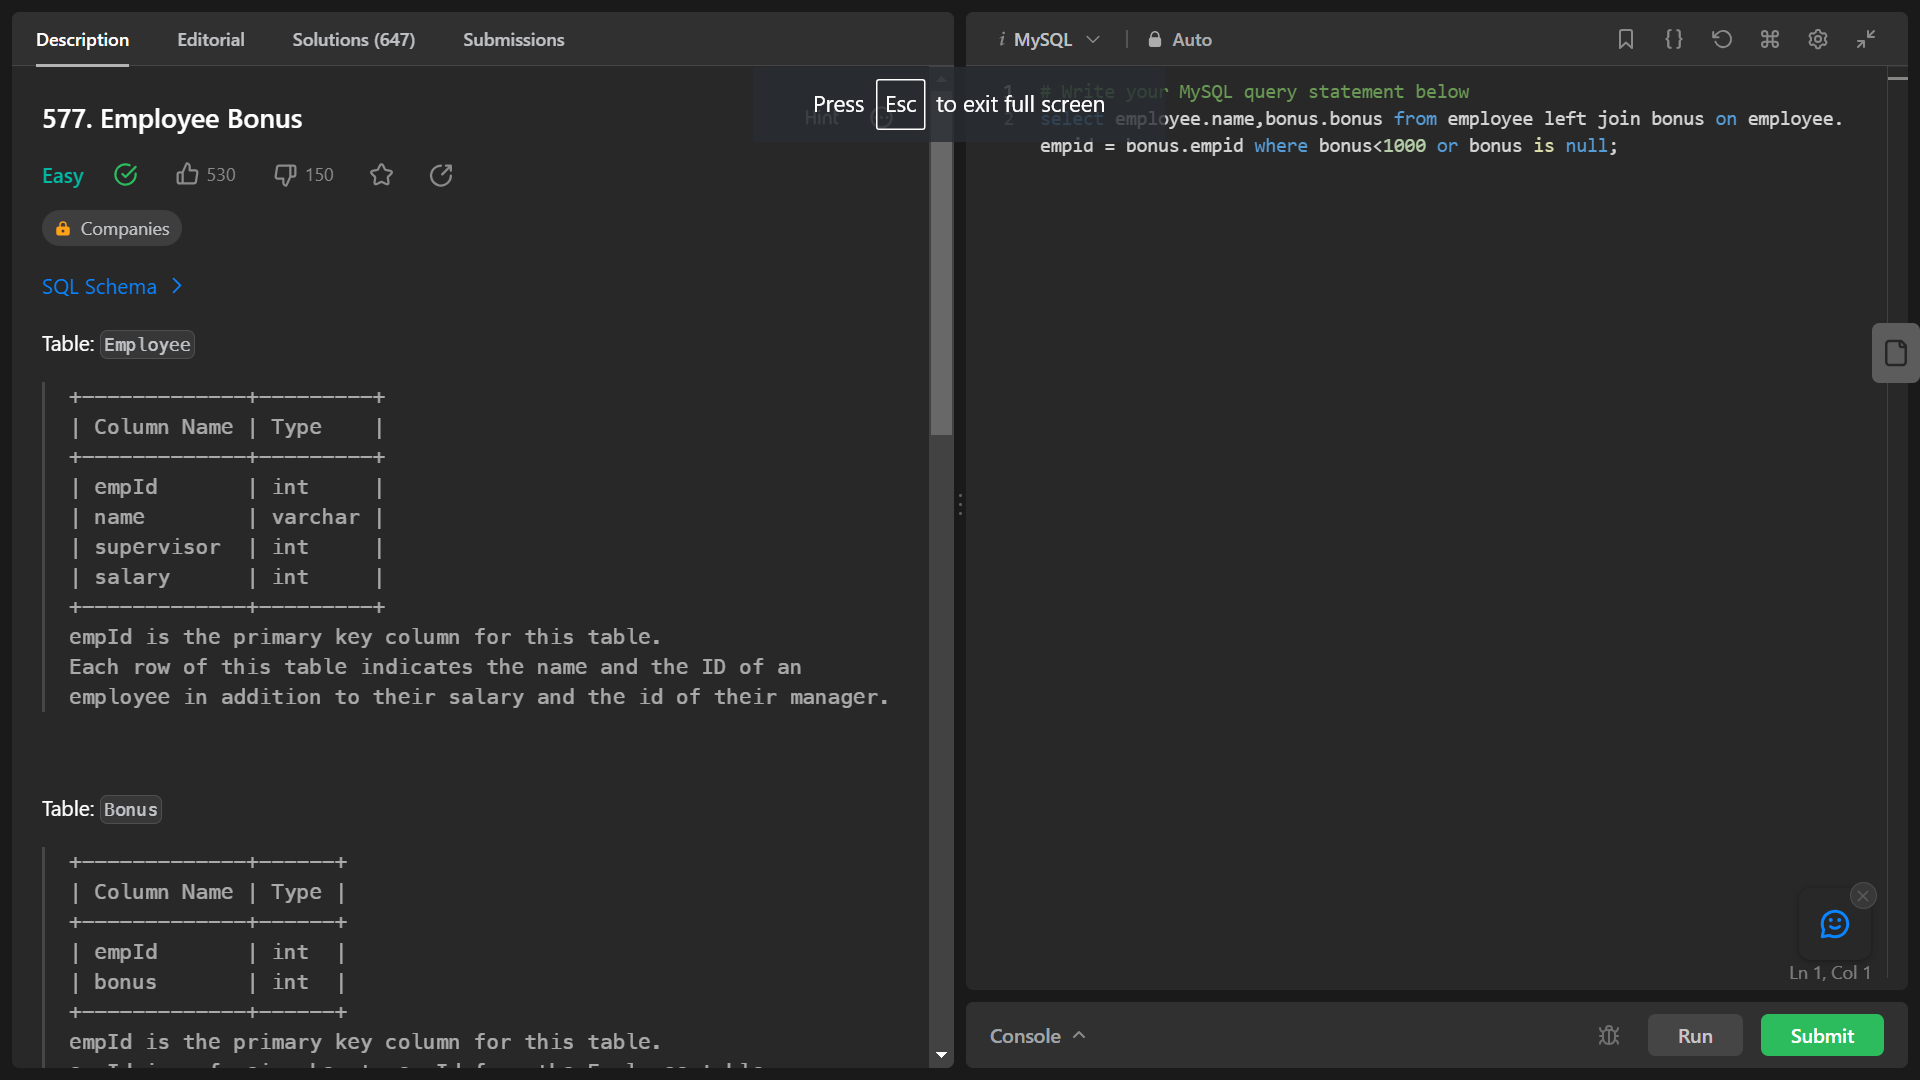 Description Editorial Solutions (647) Submissions
577. Employee Bonus
Hint
Easy 530 150
Companies
SQL Schema
Table: Employee
+-------------+---------+
| Column Name | Type    |
+-------------+---------+
| empId       | int     |
| name        | varchar |
| supervisor  | int     |
| salary      | int     |
+-------------+---------+
empId is the primary key column for this table.
Each row of this table indicates the name and the ID of an
employee in addition to their salary and the id of their manager.
Table: Bonus
+-------------+------+
| Column Name | Type |
+-------------+------+
| empId       | int  |
| bonus       | int  |
+-------------+------+
empId is the primary key column for this table.
Press Esc to exit full screen
i MySQL Auto
1 # Write your MySQL query statement below
2 select employee.name,bonus.bonus from employee left join bonus on employee.
empid = bonus.empid where bonus<1000 or bonus is null;
Ln 1, Col 1
Console Run Submit